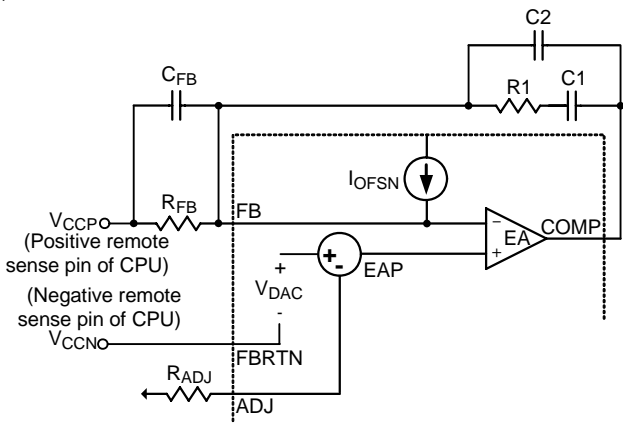 C2
CFB
R1
C1
IOFSN
RFB
FB
VCCP
(Positive remote
sense pin of CPU)
-
EA
+
COMP
+
-
EAP
+
VDAC
-
(Negative remote
sense pin of CPU)
VCCN
FBRTN
RADJ
ADJ